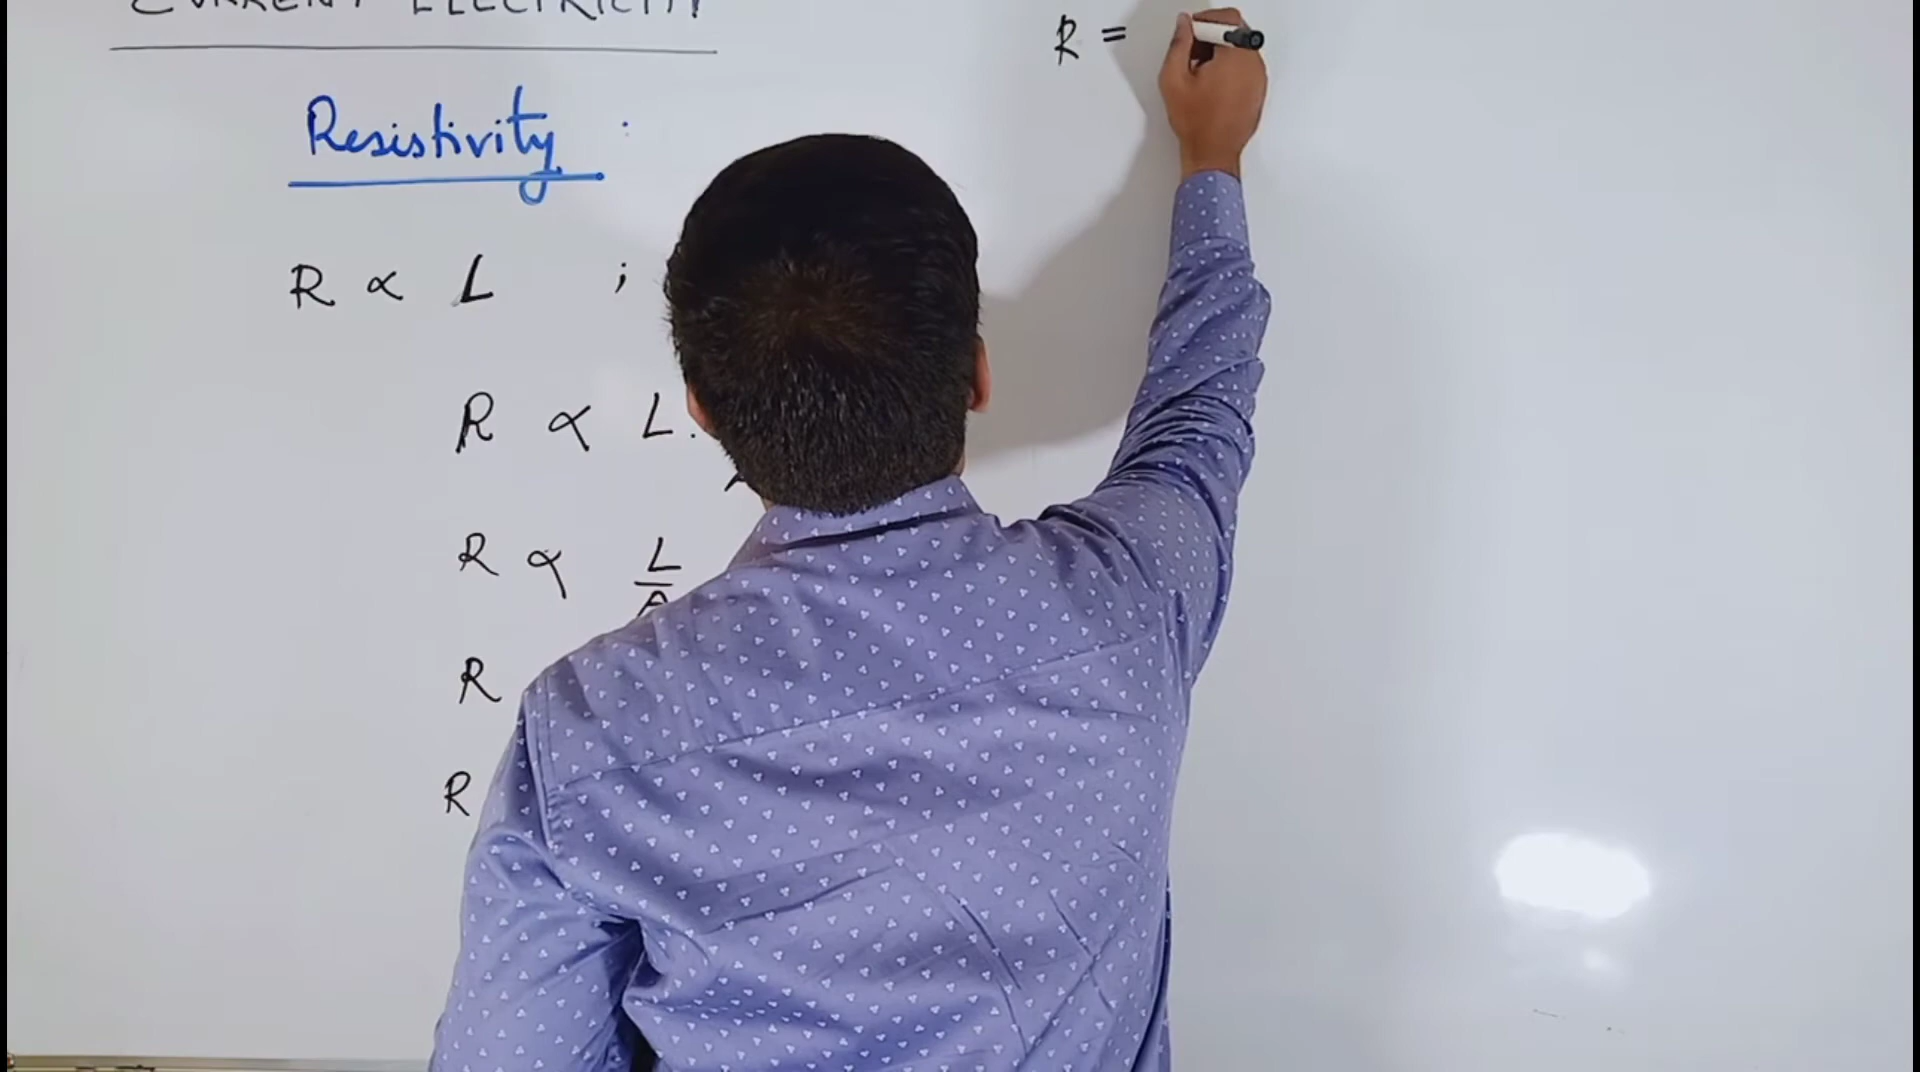 CURRENT ELECTRICITY
Resistivity :
R ∝ L ;
R ∝ L.
R ∝ L/A
R
R
R =